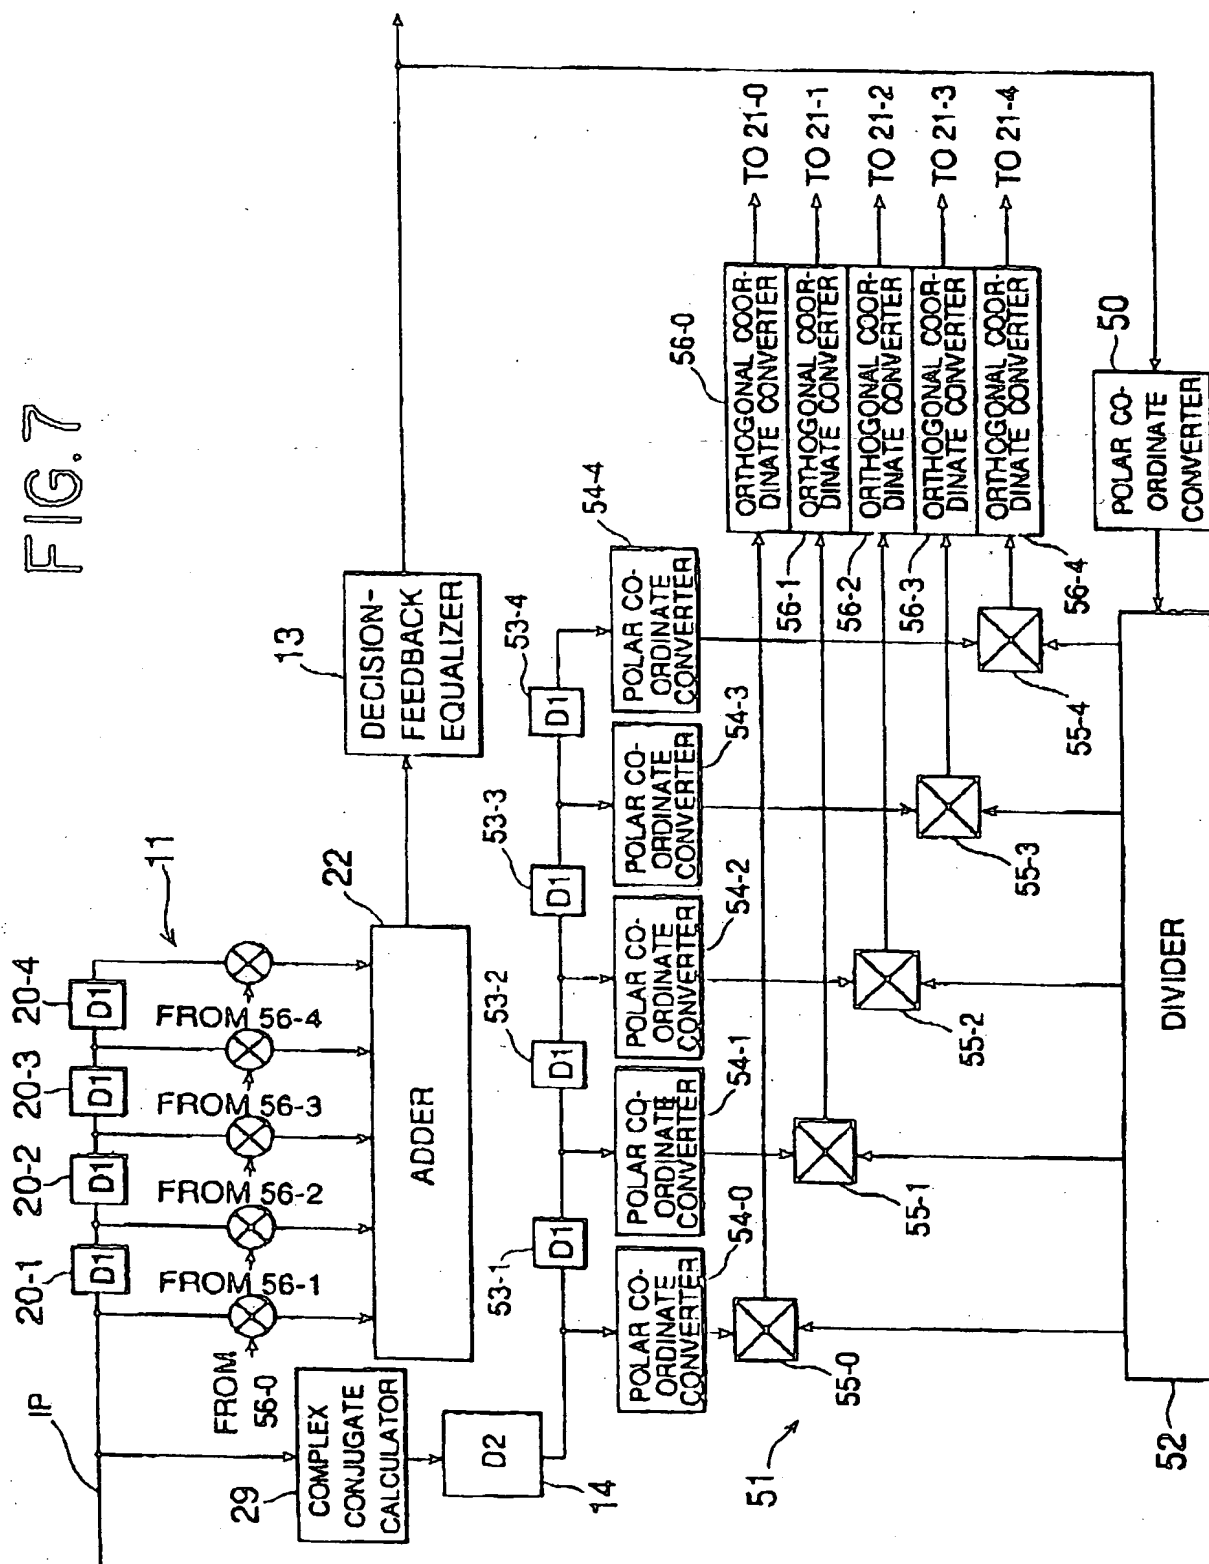 FIG.7
IP
20-1
20-2
20-3
20-4
D1
D1
D1
D1
11
FROM
56-0
FROM 56-1
FROM 56-2
FROM 56-3
FROM 56-4
22
ADDER
13
DECISION-
FEEDBACK
EQUALIZER
29
COMPLEX
CONJUGATE
CALCULATOR
D2
14
53-1
53-2
53-3
53-4
D1
D1
D1
D1
POLAR CO-
ORDINATE
CONVERTER
54-0
POLAR CO-
ORDINATE
CONVERTER
54-1
POLAR CO-
ORDINATE
CONVERTER
54-2
POLAR CO-
ORDINATE
CONVERTER
54-3
POLAR CO-
ORDINATE
CONVERTER
54-4
51
55-0
55-1
55-2
55-3
55-4
56-0
ORTHOGONAL COOR-
DINATE CONVERTER
TO 21-0
56-1
ORTHOGONAL COOR-
DINATE CONVERTER
TO 21-1
56-2
ORTHOGONAL COOR-
DINATE CONVERTER
TO 21-2
56-3
ORTHOGONAL COOR-
DINATE CONVERTER
TO 21-3
56-4
ORTHOGONAL COOR-
DINATE CONVERTER
TO 21-4
50
POLAR CO-
ORDINATE
CONVERTER
52
DIVIDER